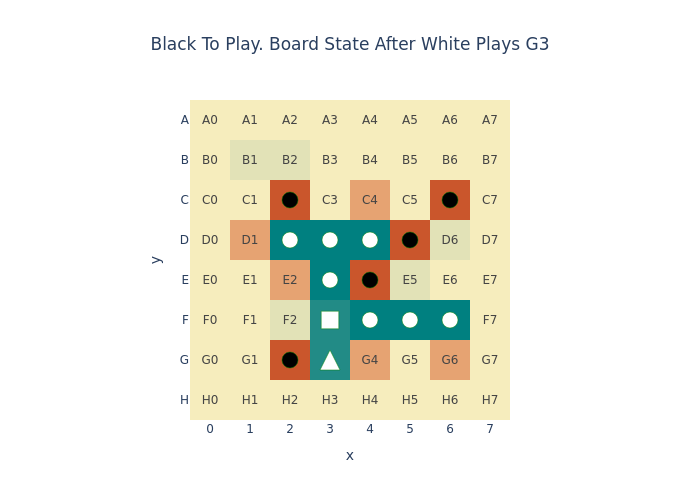 Black To Play. Board State After White Plays G3
A A0 A1 A2 A3 A4 A5 A6 A7
B B0 B1 B2 B3 B4 B5 B6 B7
C C0 C1 C3 C4 C5 C7
D D0 D1 D6 D7
E E0 E1 E2 E5 E6 E7
F F0 F1 F2 F7
G G0 G1 G4 G5 G6 G7
H H0 H1 H2 H3 H4 H5 H6 H7
0 1 2 3 4 5 6 7
x
y